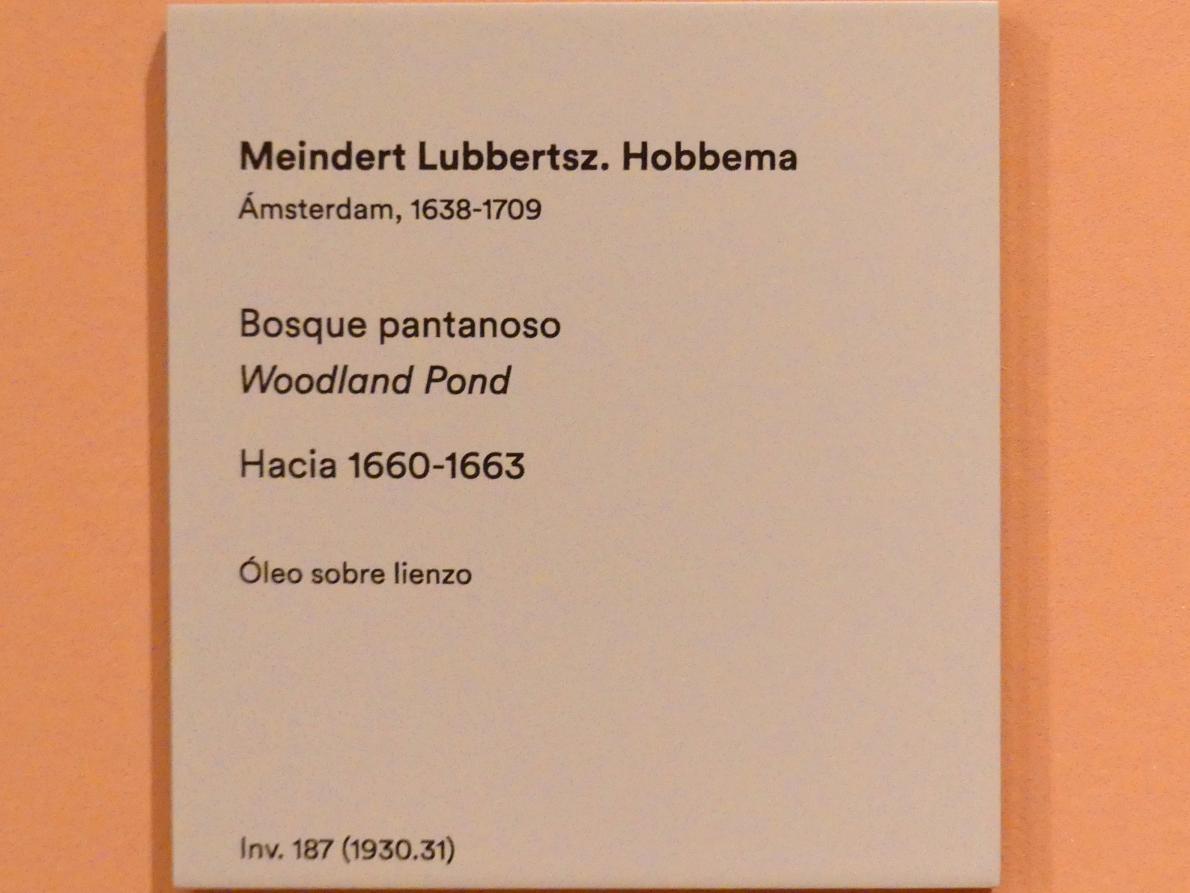 Meindert Lubbertsz. Hobbema
Ámsterdam, 1638-1709
Bosque pantanoso
Woodland Pond
Hacia 1660-1663
Óleo sobre lienzo
Inv. 187 (1930.31)